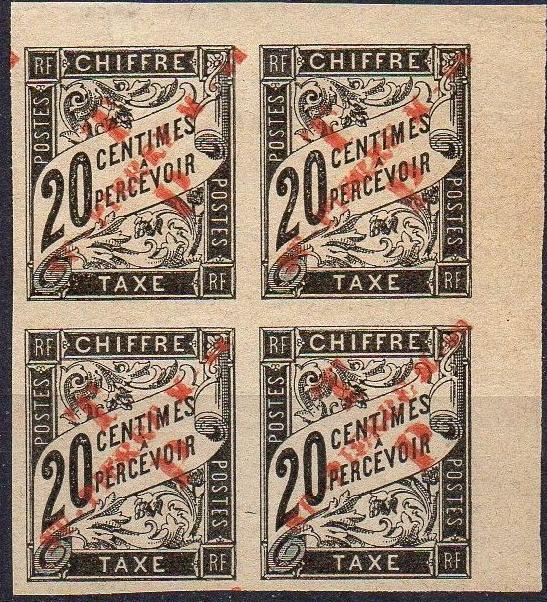 RF CHIFFRE
POSTES
20 CENTIMES
A
PERCEVOIR
POSTES
TAXE RF
RF CHIFFRE
POSTES
20 CENTIMES
A
PERCEVOIR
POSTES
TAXE RF
RF CHIFFRE
POSTES
20 CENTIMES
A
PERCEVOIR
POSTES
TAXE RF
RF CHIFFRE
POSTES
20 CENTIMES
A
PERCEVOIR
POSTES
TAXE RF